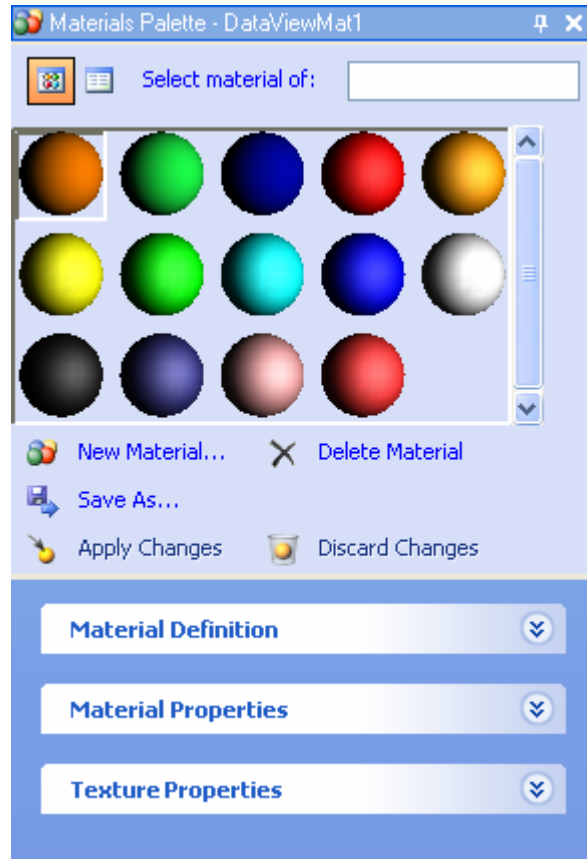 Materials Palette - DataViewMat1
Select material of:
New Material... Delete Material
Save As...
Apply Changes Discard Changes
Material Definition
Material Properties
Texture Properties